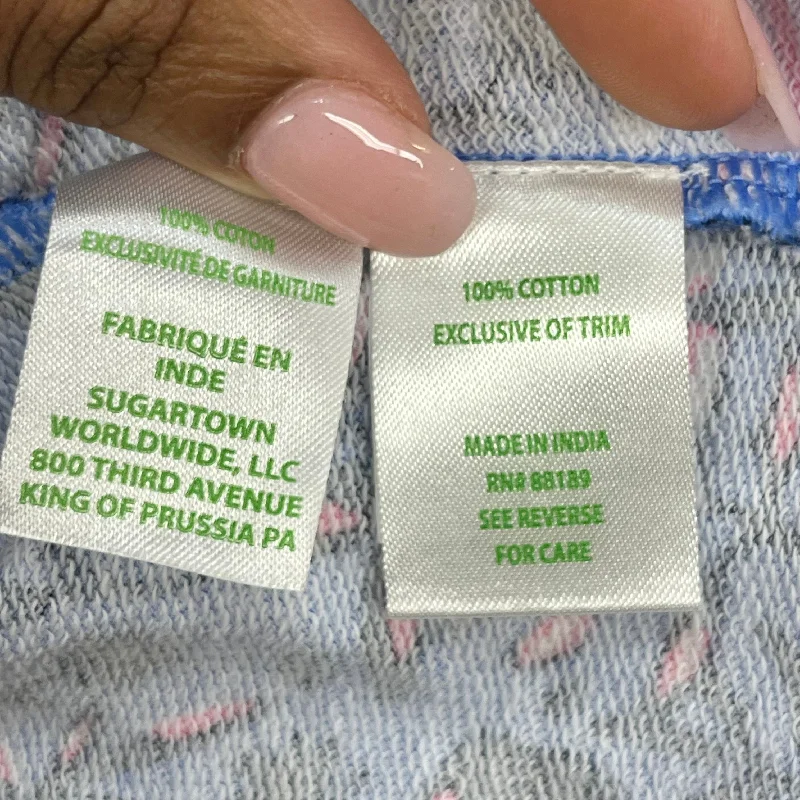 100% COTTON
EXCLUSIVITÉ DE GARNITURE
FABRIQUÉ EN
INDE
SUGARTOWN
WORLDWIDE, LLC
800 THIRD AVENUE
KING OF PRUSSIA PA
100% COTTON
EXCLUSIVE OF TRIM
MADE IN INDIA
RN# 88189
SEE REVERSE
FOR CARE